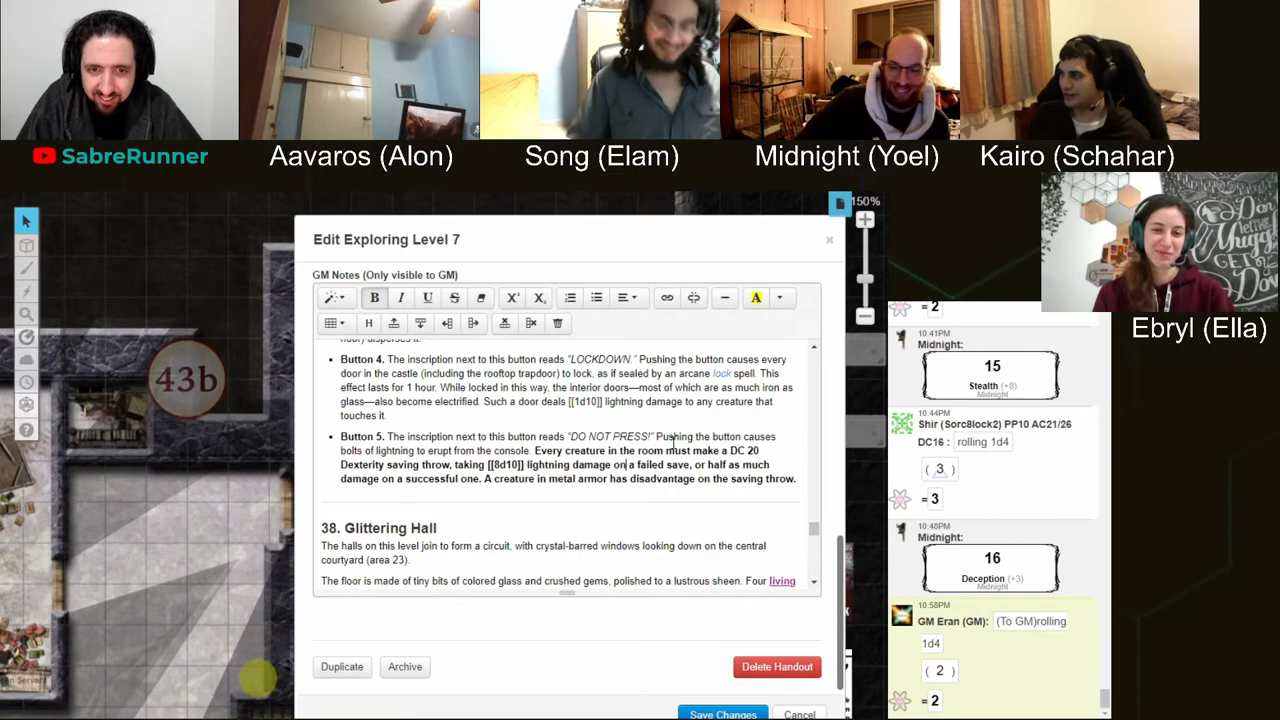 SabreRunner
Aavaros (Alon)
Song (Elam)
Midnight (Yoel)
Kairo (Schahar)
Ebryl (Ella)
150%
43b
Edit Exploring Level 7
×
GM Notes (Only visible to GM)
B I U S X² X₂ A
H
• Button 4. The inscription next to this button reads "LOCKDOWN." Pushing the button causes every
door in the castle (including the rooftop trapdoor) to lock, as if sealed by an arcane lock spell. This
effect lasts for 1 hour. While locked in this way, the interior doors—most of which are as much iron as
glass—also become electrified. Such a door deals [[1d10]] lightning damage to any creature that
touches it.
• Button 5. The inscription next to this button reads "DO NOT PRESS!" Pushing the button causes
bolts of lightning to erupt from the console. Every creature in the room must make a DC 20
Dexterity saving throw, taking [[8d10]] lightning damage on a failed save, or half as much
damage on a successful one. A creature in metal armor has disadvantage on the saving throw.
38. Glittering Hall
The halls on this level join to form a circuit, with crystal-barred windows looking down on the central
courtyard (area 23).
The floor is made of tiny bits of colored glass and crushed gems, polished to a lustrous sheen. Four living
Duplicate
Archive
Delete Handout
Save Changes
Cancel
= 2
10:41PM
Midnight:
15
Stealth (+8)
Midnight
10:44PM
Shir (Sorc8lock2) PP10 AC21/26
DC16 : rolling 1d4
( 3 )
= 3
10:48PM
Midnight:
16
Deception (+3)
Midnight
10:58PM
GM Eran (GM): (To GM)rolling
1d4
( 2 )
= 2